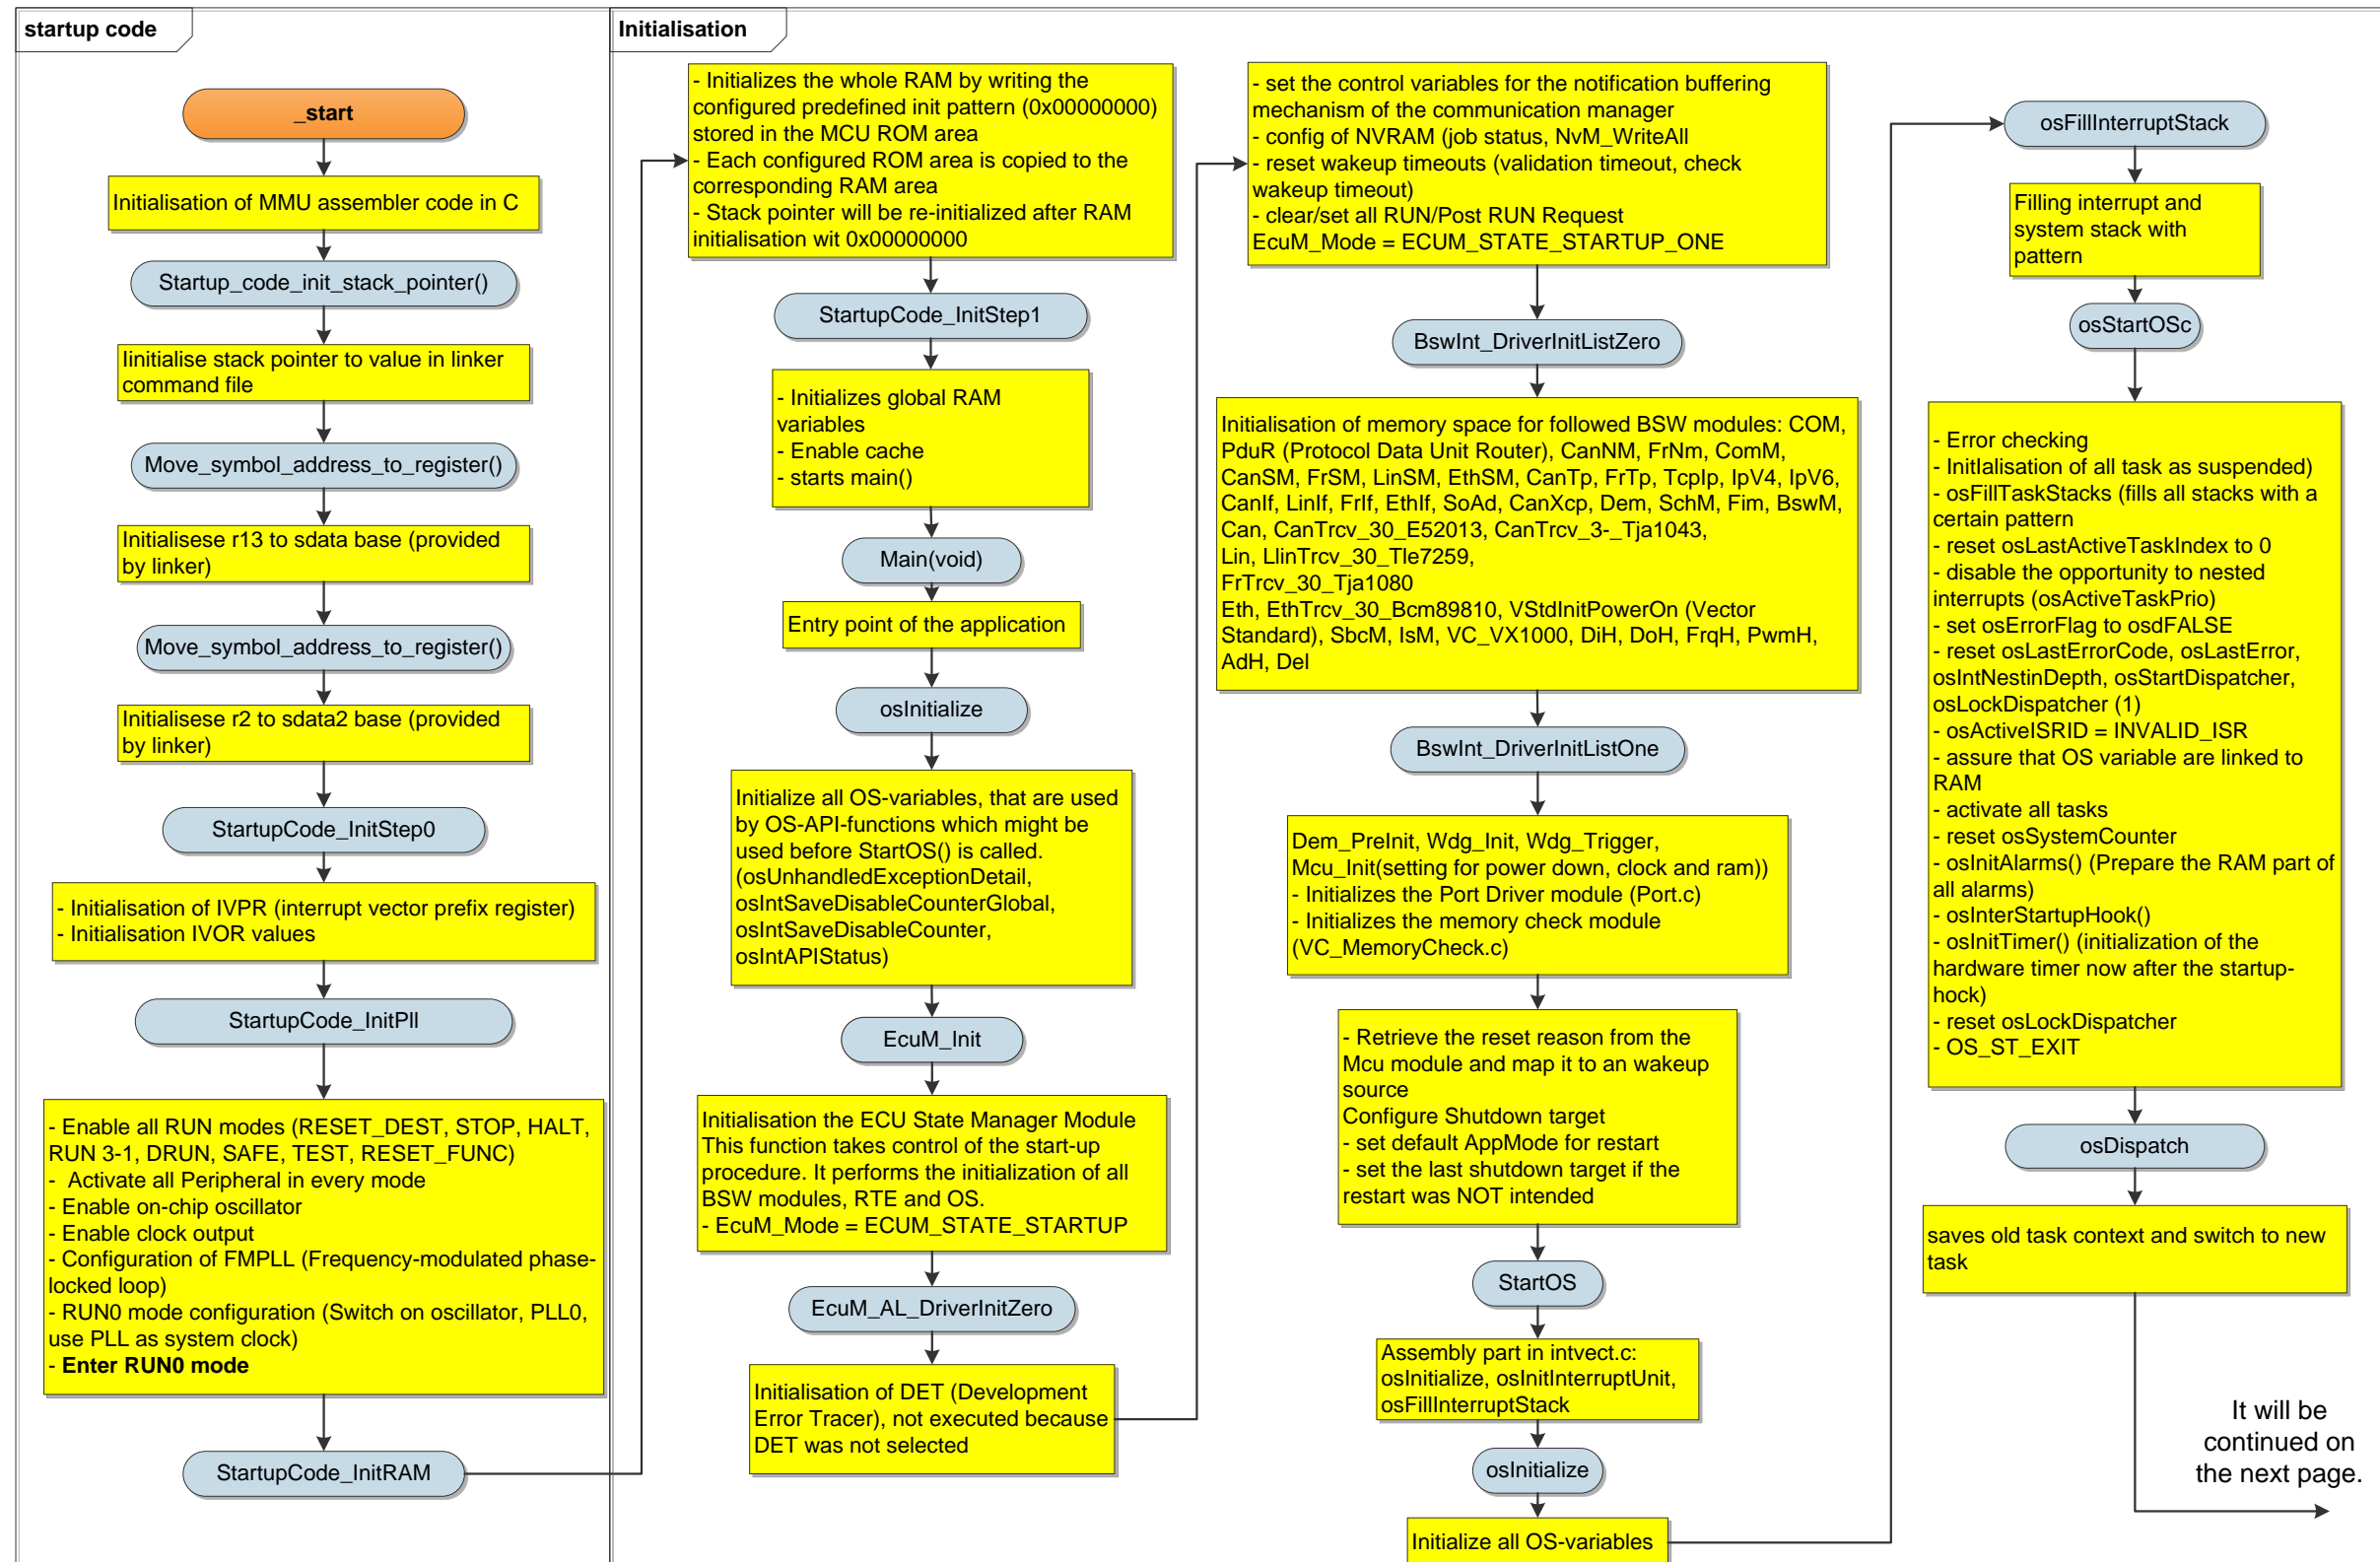 startup code
_start
Initialisation of MMU assembler code in C
Startup_code_init_stack_pointer()
Iinitialise stack pointer to value in linker
command file
Move_symbol_address_to_register()
Initialisese r13 to sdata base (provided
by linker)
Move_symbol_address_to_register()
Initialisese r2 to sdata2 base (provided
by linker)
StartupCode_InitStep0
- Initialisation of IVPR (interrupt vector prefix register)
- Initialisation IVOR values
StartupCode_InitPll
- Enable all RUN modes (RESET_DEST, STOP, HALT,
RUN 3-1, DRUN, SAFE, TEST, RESET_FUNC)
- Activate all Peripheral in every mode
- Enable on-chip oscillator
- Enable clock output
- Configuration of FMPLL (Frequency-modulated phase-
locked loop)
- RUN0 mode configuration (Switch on oscillator, PLL0,
use PLL as system clock)
- Enter RUN0 mode
StartupCode_InitRAM
Initialisation
- Initializes the whole RAM by writing the
configured predefined init pattern (0x00000000)
stored in the MCU ROM area
- Each configured ROM area is copied to the
corresponding RAM area
- Stack pointer will be re-initialized after RAM
initialisation wit 0x00000000
StartupCode_InitStep1
- Initializes global RAM
variables
- Enable cache
- starts main()
Main(void)
Entry point of the application
osInitialize
Initialize all OS-variables, that are used
by OS-API-functions which might be
used before StartOS() is called.
(osUnhandledExceptionDetail,
osIntSaveDisableCounterGlobal,
osIntSaveDisableCounter,
osIntAPIStatus)
EcuM_Init
Initialisation the ECU State Manager Module
This function takes control of the start-up
procedure. It performs the initialization of all
BSW modules, RTE and OS.
- EcuM_Mode = ECUM_STATE_STARTUP
EcuM_AL_DriverInitZero
Initialisation of DET (Development
Error Tracer), not executed because
DET was not selected
- set the control variables for the notification buffering
mechanism of the communication manager
- config of NVRAM (job status, NvM_WriteAll
- reset wakeup timeouts (validation timeout, check
wakeup timeout)
- clear/set all RUN/Post RUN Request
EcuM_Mode = ECUM_STATE_STARTUP_ONE
BswInt_DriverInitListZero
Initialisation of memory space for followed BSW modules: COM,
PduR (Protocol Data Unit Router), CanNM, FrNm, ComM,
CanSM, FrSM, LinSM, EthSM, CanTp, FrTp, TcpIp, IpV4, IpV6,
CanIf, LinIf, FrIf, EthIf, SoAd, CanXcp, Dem, SchM, Fim, BswM,
Can, CanTrcv_30_E52013, CanTrcv_3-_Tja1043,
Lin, LlinTrcv_30_Tle7259,
FrTrcv_30_Tja1080
Eth, EthTrcv_30_Bcm89810, VStdInitPowerOn (Vector
Standard), SbcM, IsM, VC_VX1000, DiH, DoH, FrqH, PwmH,
AdH, Del
BswInt_DriverInitListOne
Dem_PreInit, Wdg_Init, Wdg_Trigger,
Mcu_Init(setting for power down, clock and ram))
- Initializes the Port Driver module (Port.c)
- Initializes the memory check module
(VC_MemoryCheck.c)
- Retrieve the reset reason from the
Mcu module and map it to an wakeup
source
Configure Shutdown target
- set default AppMode for restart
- set the last shutdown target if the
restart was NOT intended
StartOS
Assembly part in intvect.c:
osInitialize, osInitInterruptUnit,
osFillInterruptStack
osInitialize
Initialize all OS-variables
osFillInterruptStack
Filling interrupt and
system stack with
pattern
osStartOSc
- Error checking
- InitIalisation of all task as suspended)
- osFillTaskStacks (fills all stacks with a
certain pattern
- reset osLastActiveTaskIndex to 0
- disable the opportunity to nested
interrupts (osActiveTaskPrio)
- set osErrorFlag to osdFALSE
- reset osLastErrorCode, osLastError,
osIntNestinDepth, osStartDispatcher,
osLockDispatcher (1)
- osActiveISRID = INVALID_ISR
- assure that OS variable are linked to
RAM
- activate all tasks
- reset osSystemCounter
- osInitAlarms() (Prepare the RAM part of
all alarms)
- osInterStartupHook()
- osInitTimer() (initialization of the
hardware timer now after the startup-
hock)
- reset osLockDispatcher
- OS_ST_EXIT
osDispatch
saves old task context and switch to new
task
It will be
continued on
the next page.